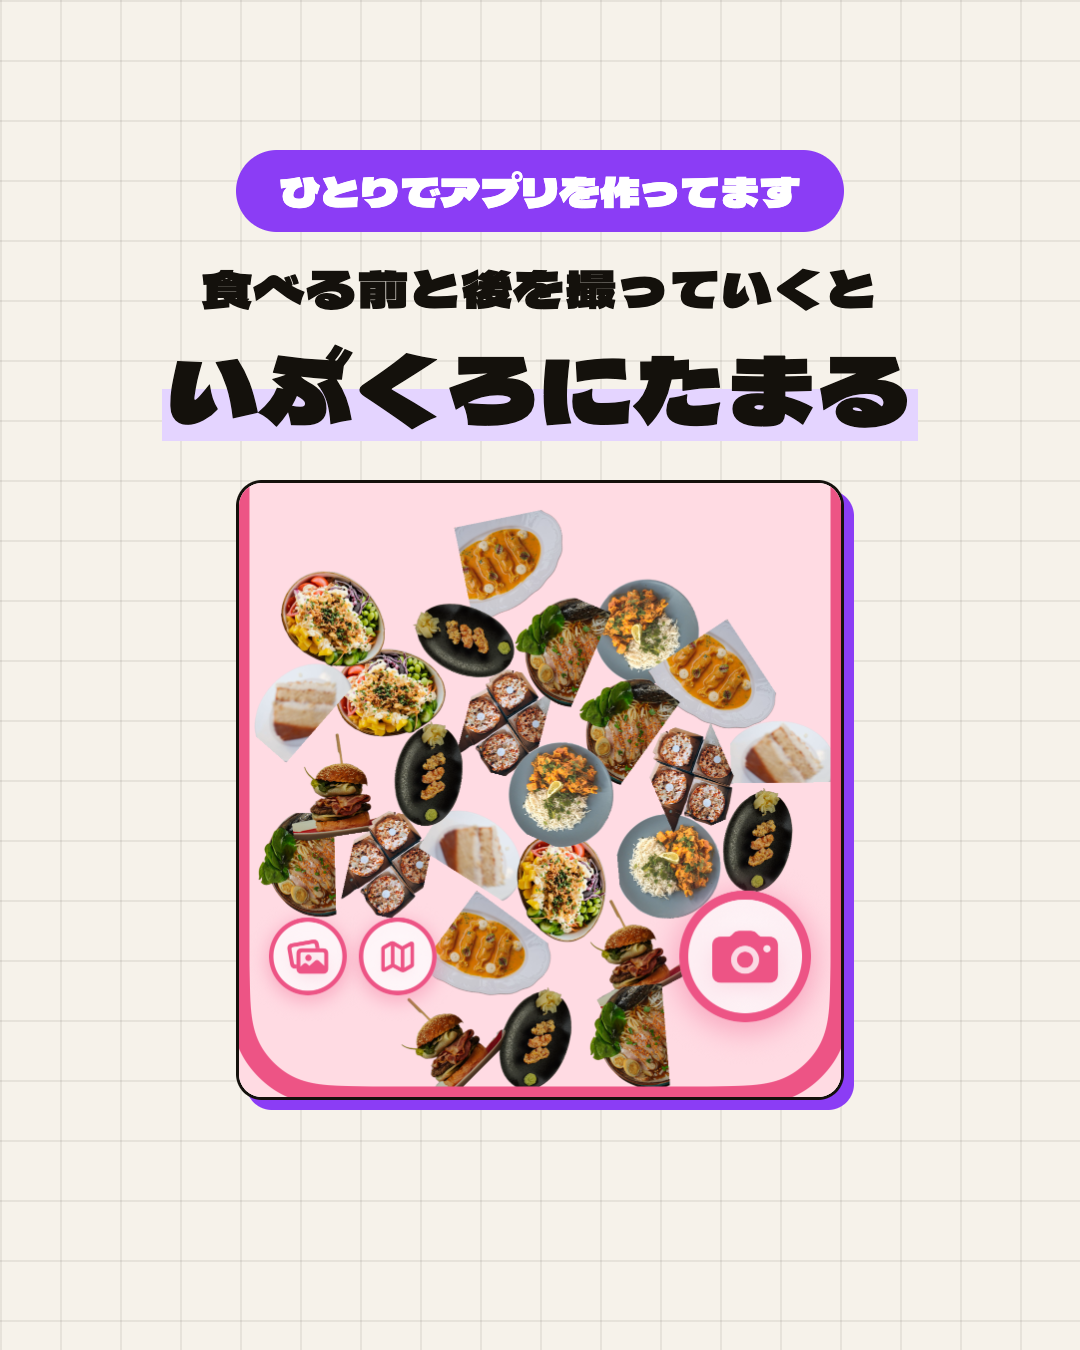 ひとりでアプリを作ってます
食べる前と後を撮っていくと
いぶくろにたまる